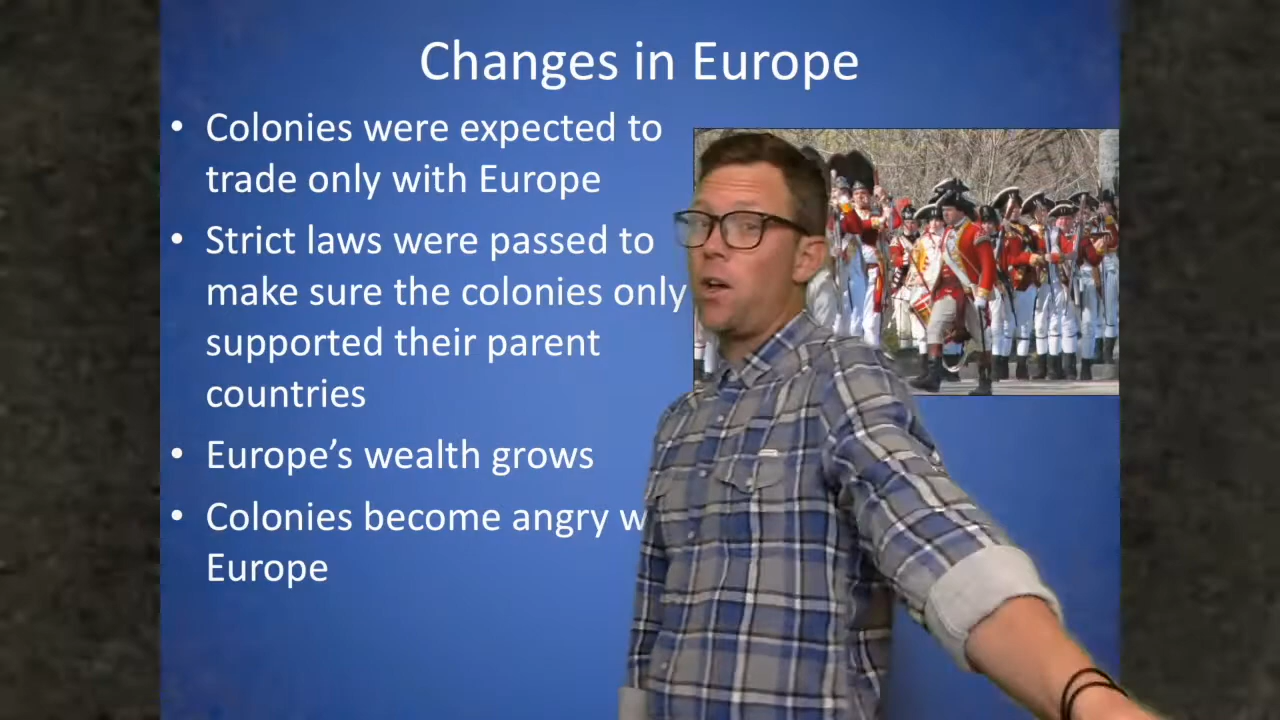 Changes in Europe
• Colonies were expected to
trade only with Europe
• Strict laws were passed to
make sure the colonies only
supported their parent
countries
• Europe’s wealth grows
• Colonies become angry
Europe